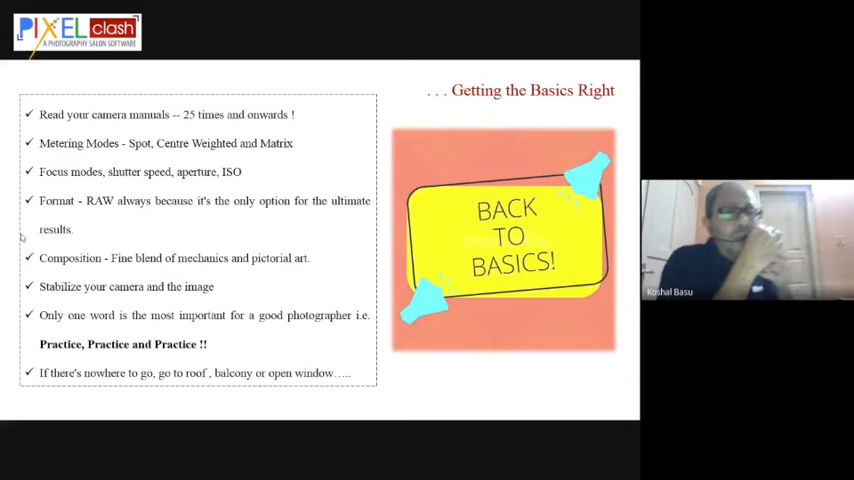 PIXEL clash
A PHOTOGRAPHY SALON SOFTWARE
. . . Getting the Basics Right
✓ Read your camera manuals -- 25 times and onwards !
✓ Metering Modes - Spot, Centre Weighted and Matrix
✓ Focus modes, shutter speed, aperture, ISO
✓ Format - RAW always because it's the only option for the ultimate
results.
✓ Composition - Fine blend of mechanics and pictorial art.
✓ Stabilize your camera and the image
✓ Only one word is the most important for a good photographer i.e.
Practice, Practice and Practice !!
✓ If there's nowhere to go, go to roof , balcony or open window…..
BACK
TO
BASICS!
Koshal Basu